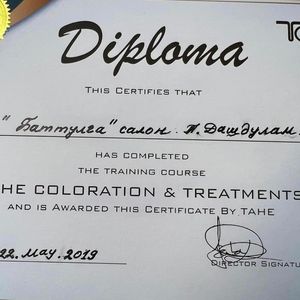 Diploma
THIS CERTIFIES THAT
"Баттулга" салон. П. Дашдулам.
HAS COMPLETED
THE TRAINING COURSE
HE COLORATION & TREATMENTS
AND IS AWARDED THIS CERTIFICATE BY TAHE
22. May. 2019
DIRECTOR SIGNATU